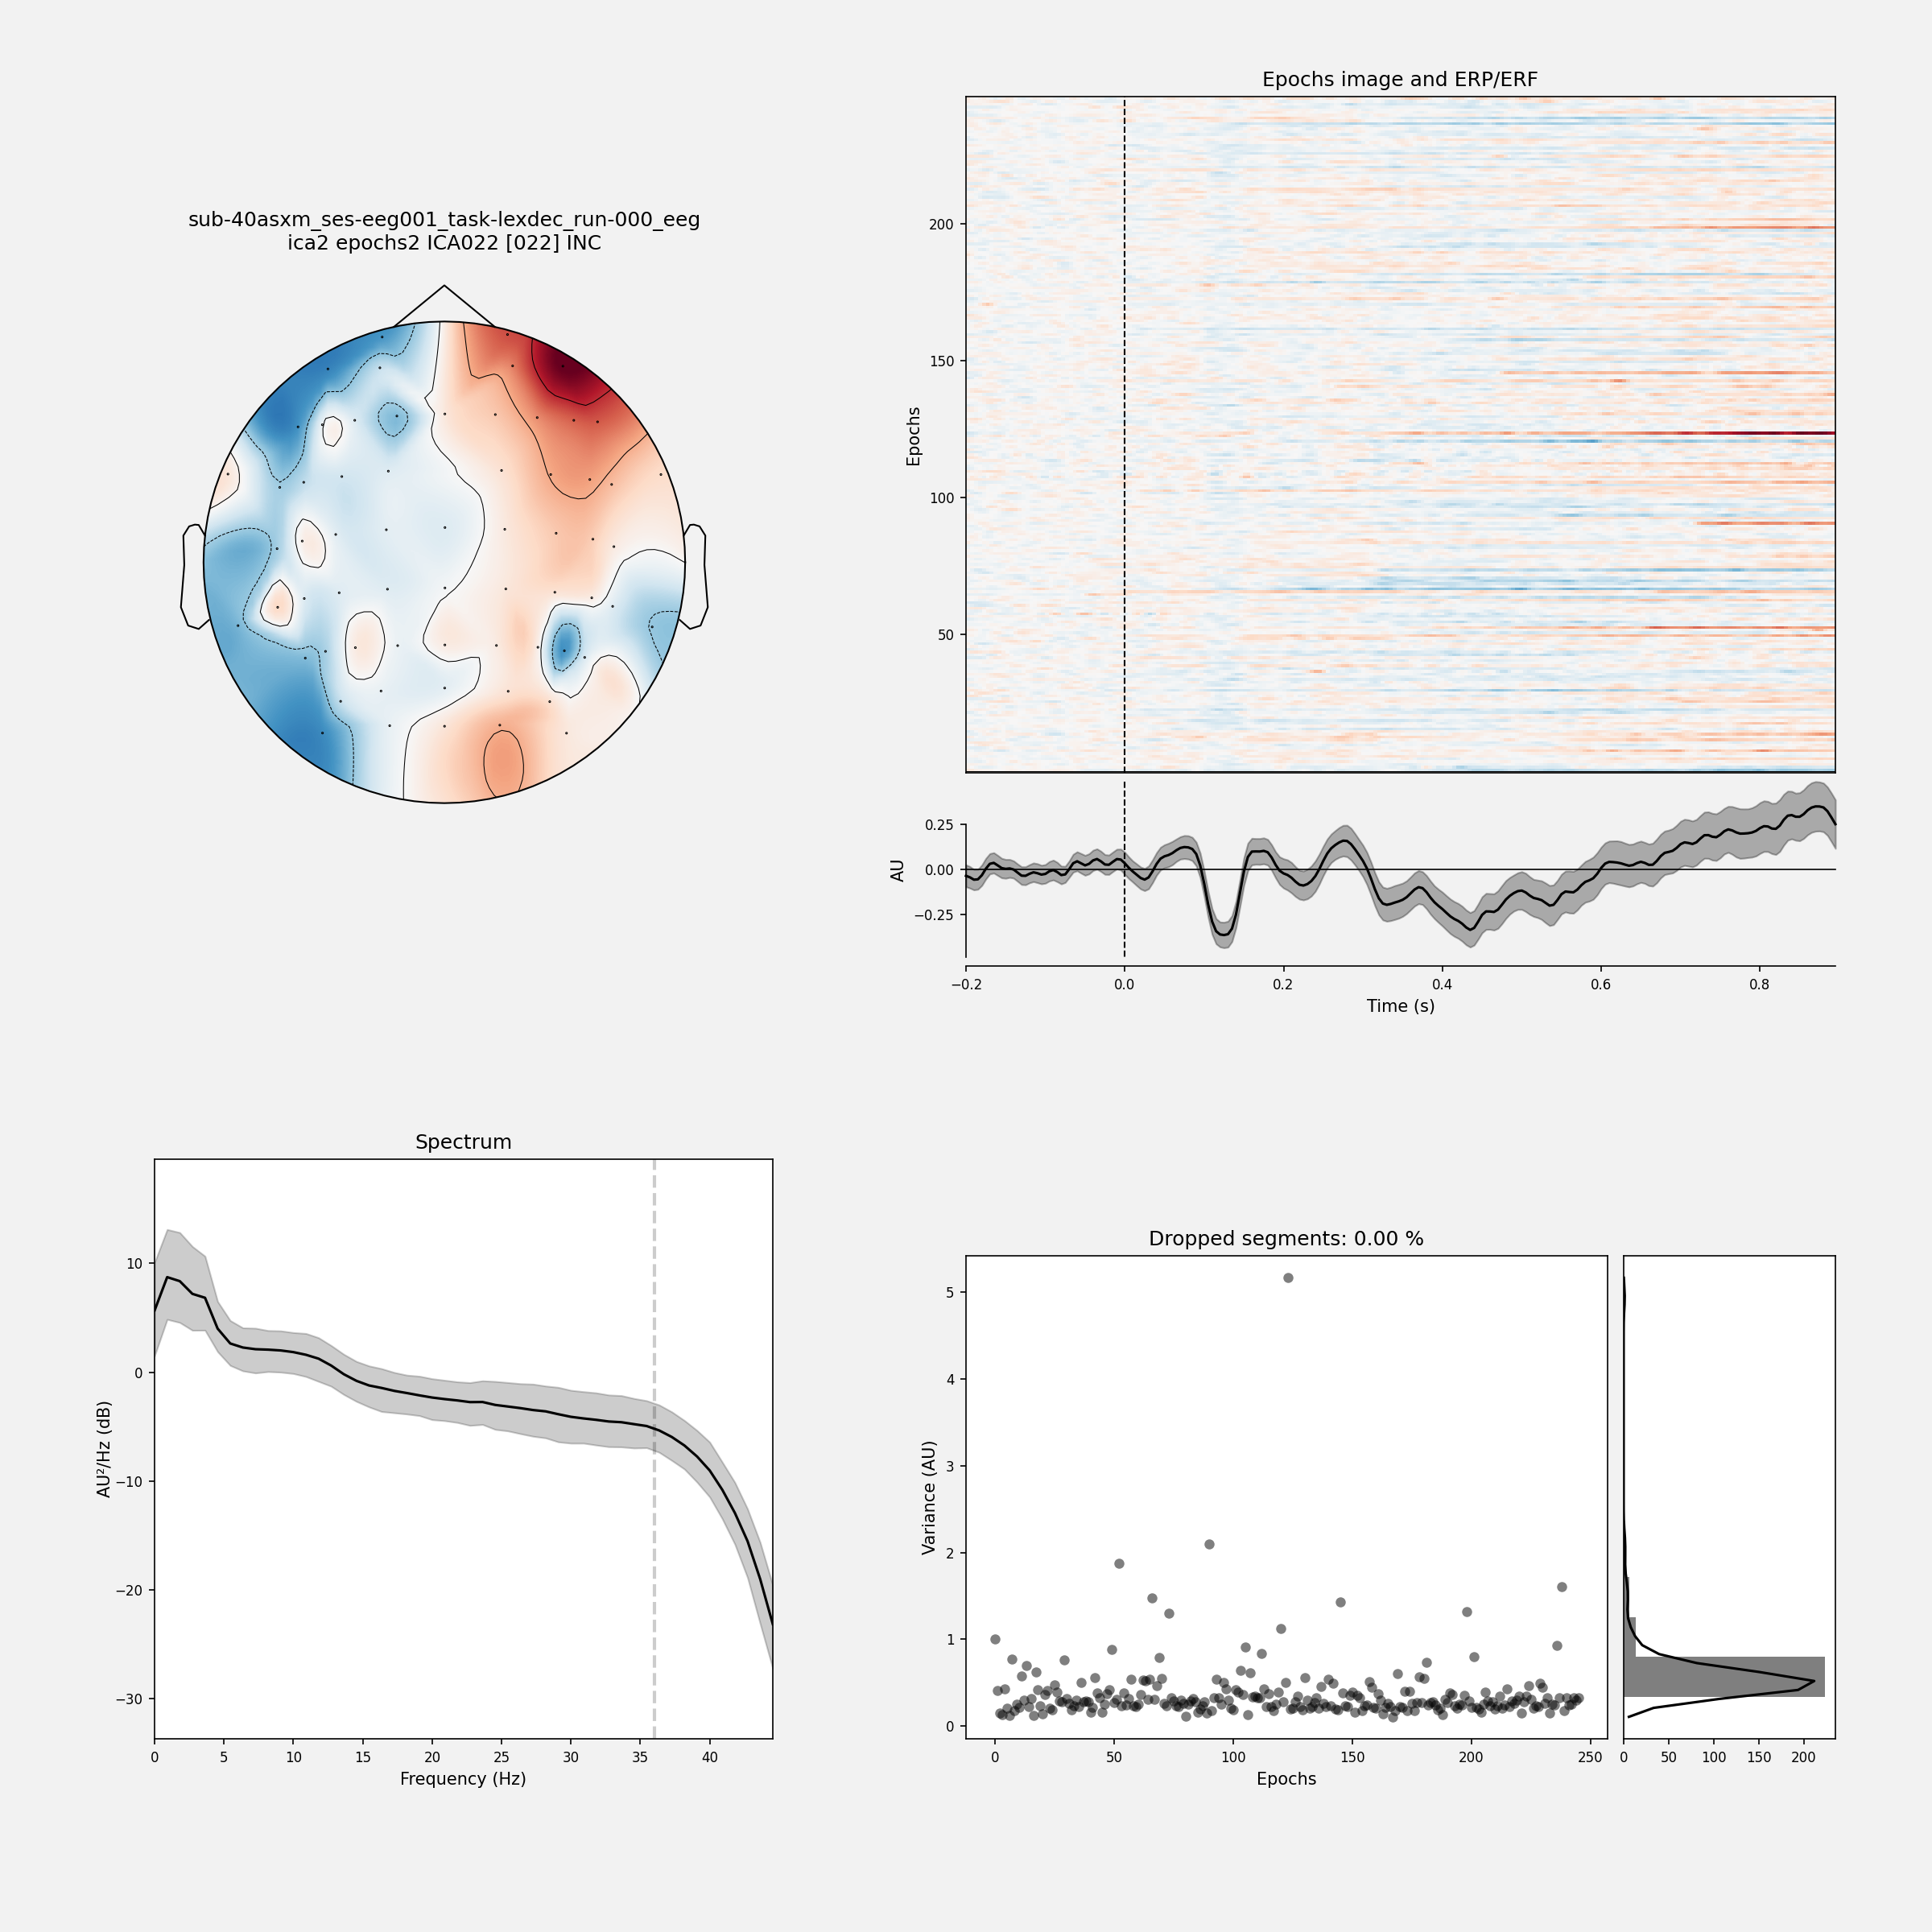 sub-40asxm_ses-eeg001_task-lexdec_run-000_eeg
ica2 epochs2 ICA022 [022] INC
Epochs image and ERP/ERF
200
150
100
50
Epochs
0.25
0.00
−0.25
AU
−0.2 0.0 0.2 0.4 0.6 0.8
Time (s)
Spectrum
10
0
−10
−20
−30
AU²/Hz (dB)
0 5 10 15 20 25 30 35 40
Frequency (Hz)
Dropped segments: 0.00 %
5
4
3
2
1
0
Variance (AU)
0 50 100 150 200 250
Epochs
0 50 100 150 200